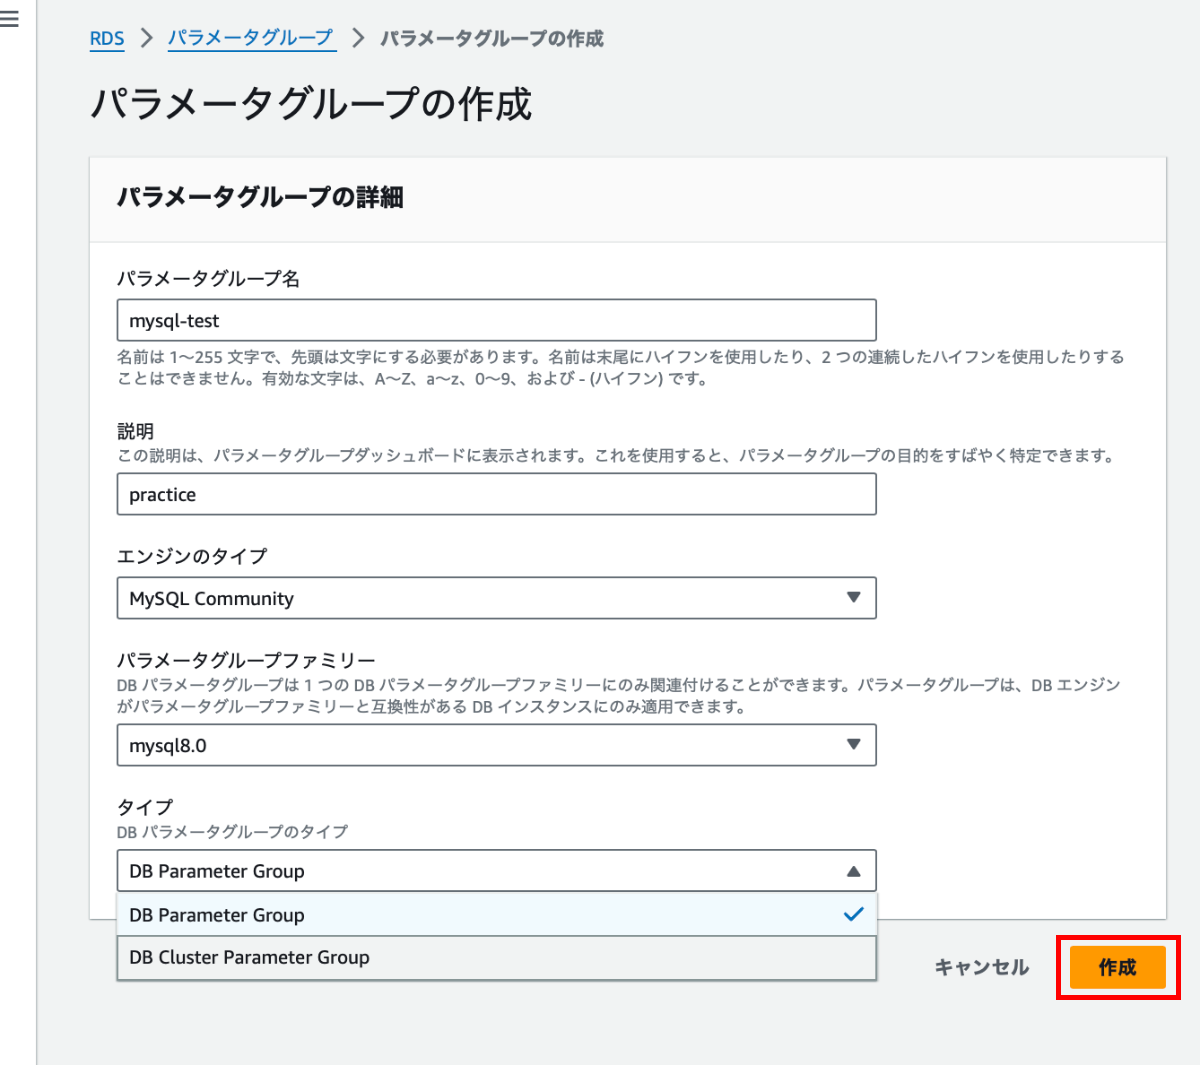 RDS > パラメータグループ > パラメータグループの作成
パラメータグループの作成
パラメータグループの詳細
パラメータグループ名
mysql-test
名前は 1〜255 文字で、先頭は文字にする必要があります。名前は末尾にハイフンを使用したり、2 つの連続したハイフンを使用したりする
ことはできません。有効な文字は、A〜Z、a〜z、0〜9、および - (ハイフン) です。
説明
この説明は、パラメータグループダッシュボードに表示されます。これを使用すると、パラメータグループの目的をすばやく特定できます。
practice
エンジンのタイプ
MySQL Community
パラメータグループファミリー
DB パラメータグループは 1 つの DB パラメータグループファミリーにのみ関連付けることができます。パラメータグループは、DB エンジン
がパラメータグループファミリーと互換性がある DB インスタンスにのみ適用できます。
mysql8.0
タイプ
DB パラメータグループのタイプ
DB Parameter Group
DB Parameter Group
DB Cluster Parameter Group
キャンセル
作成